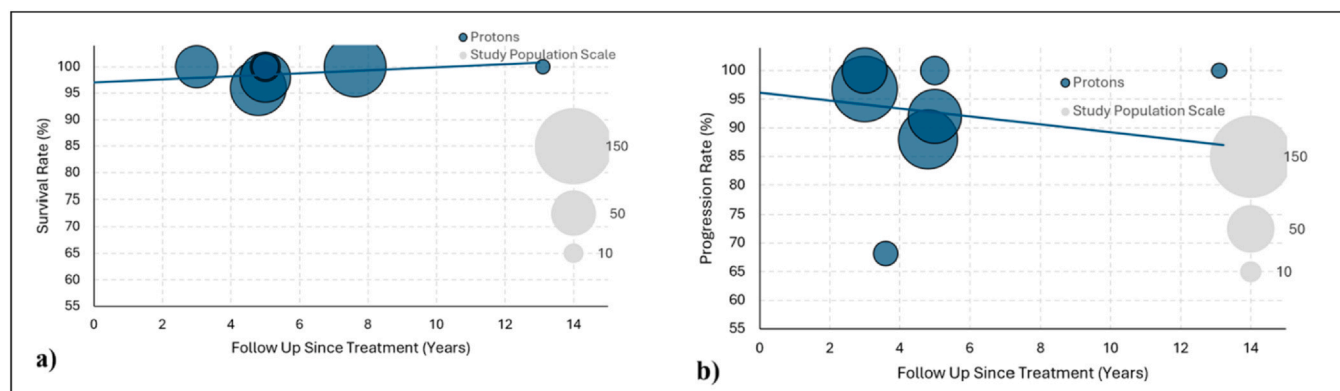 Protons
Study Population Scale
100
95
90
85
80
75
70
65
60
55
Survival Rate (%)
150
50
10
0 2 4 6 8 10 12 14
Follow Up Since Treatment (Years)
a)
Protons
Study Population Scale
100
95
90
85
80
75
70
65
60
55
Progression Rate (%)
150
50
10
0 2 4 6 8 10 12 14
Follow Up Since Treatment (Years)
b)